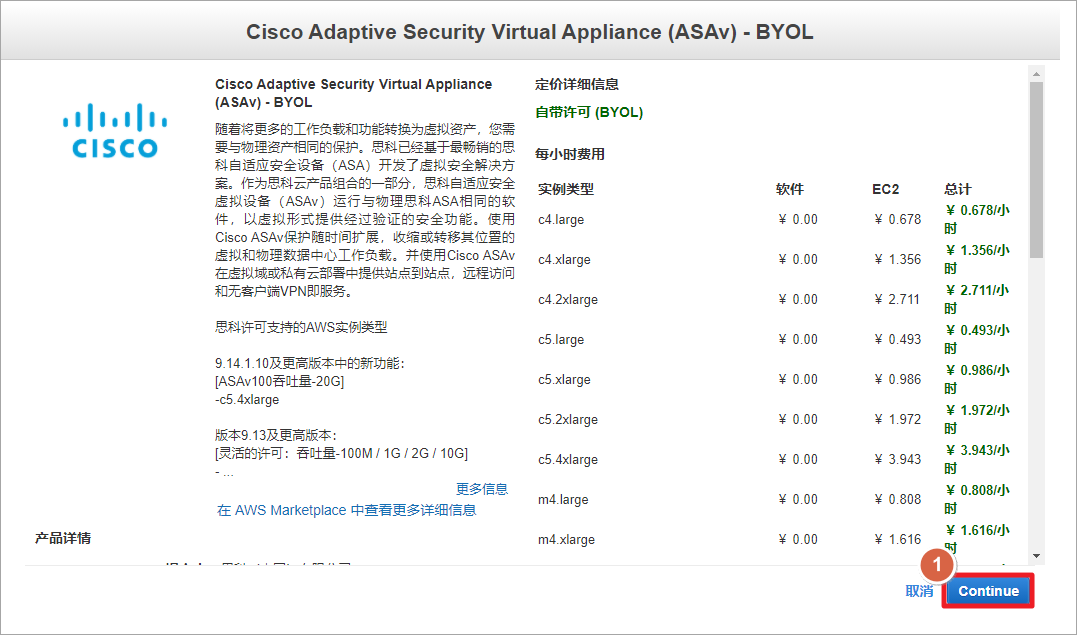 Cisco Adaptive Security Virtual Appliance (ASAv) - BYOL
CISCO
Cisco Adaptive Security Virtual Appliance
(ASAv) - BYOL
随着将更多的工作负载和功能转换为虚拟资产，您需
要与物理资产相同的保护。思科已经基于最畅销的思
科自适应安全设备（ASA）开发了虚拟安全解决方
案。作为思科云产品组合的一部分，思科自适应安全
虚拟设备（ASAv）运行与物理思科ASA相同的软
件，以虚拟形式提供经过验证的安全功能。使用
Cisco ASAv保护随时间扩展，收缩或转移其位置的
虚拟和物理数据中心工作负载。并使用Cisco ASAv
在虚拟域或私有云部署中提供站点到站点，远程访问
和无客户端VPN即服务。
思科许可支持的AWS实例类型
9.14.1.10及更高版本中的新功能：
[ASAv100吞吐量-20G]
-c5.4xlarge
版本9.13及更高版本：
[灵活的许可：吞吐量-100M / 1G / 2G / 10G]
- ...
更多信息
在 AWS Marketplace 中查看更多详细信息
产品详情
定价详细信息
自带许可 (BYOL)
每小时费用
实例类型 软件 EC2 总计
c4.large ¥ 0.00 ¥ 0.678 ¥ 0.678/小
时
c4.xlarge ¥ 0.00 ¥ 1.356 ¥ 1.356/小
时
c4.2xlarge ¥ 0.00 ¥ 2.711 ¥ 2.711/小
时
c5.large ¥ 0.00 ¥ 0.493 ¥ 0.493/小
时
c5.xlarge ¥ 0.00 ¥ 0.986 ¥ 0.986/小
时
c5.2xlarge ¥ 0.00 ¥ 1.972 ¥ 1.972/小
时
c5.4xlarge ¥ 0.00 ¥ 3.943 ¥ 3.943/小
时
m4.large ¥ 0.00 ¥ 0.808 ¥ 0.808/小
时
m4.xlarge ¥ 0.00 ¥ 1.616 ¥ 1.616/小
时
1
取消 Continue